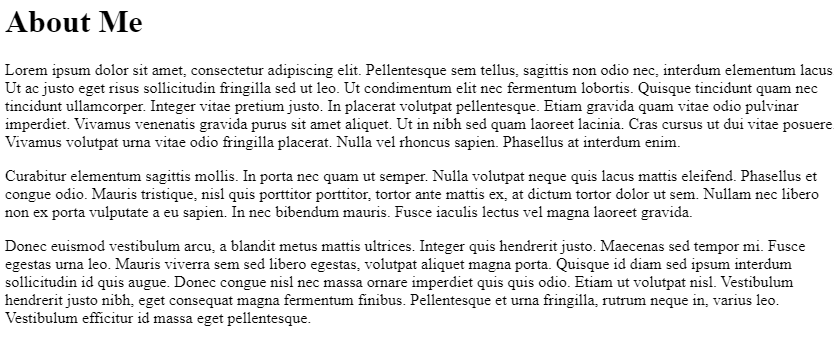 About Me
Lorem ipsum dolor sit amet, consectetur adipiscing elit. Pellentesque sem tellus, sagittis non odio nec, interdum elementum lacus
Ut ac justo eget risus sollicitudin fringilla sed ut leo. Ut condimentum elit nec fermentum lobortis. Quisque tincidunt quam nec
tincidunt ullamcorper. Integer vitae pretium justo. In placerat volutpat pellentesque. Etiam gravida quam vitae odio pulvinar
imperdiet. Vivamus venenatis gravida purus sit amet aliquet. Ut in nibh sed quam laoreet lacinia. Cras cursus ut dui vitae posuere
Vivamus volutpat urna vitae odio fringilla placerat. Nulla vel rhoncus sapien. Phasellus at interdum enim.
Curabitur elementum sagittis mollis. In porta nec quam ut semper. Nulla volutpat neque quis lacus mattis eleifend. Phasellus et
congue odio. Mauris tristique, nisl quis porttitor porttitor, tortor ante mattis ex, at dictum tortor dolor ut sem. Nullam nec libero
non ex porta vulputate a eu sapien. In nec bibendum mauris. Fusce iaculis lectus vel magna laoreet gravida.
Donec euismod vestibulum arcu, a blandit metus mattis ultrices. Integer quis hendrerit justo. Maecenas sed tempor mi. Fusce
egestas urna leo. Mauris viverra sem sed libero egestas, volutpat aliquet magna porta. Quisque id diam sed ipsum interdum
sollicitudin id quis augue. Donec congue nisl nec massa ornare imperdiet quis quis odio. Etiam ut volutpat nisl. Vestibulum
hendrerit justo nibh, eget consequat magna fermentum finibus. Pellentesque et urna fringilla, rutrum neque in, varius leo.
Vestibulum efficitur id massa eget pellentesque.